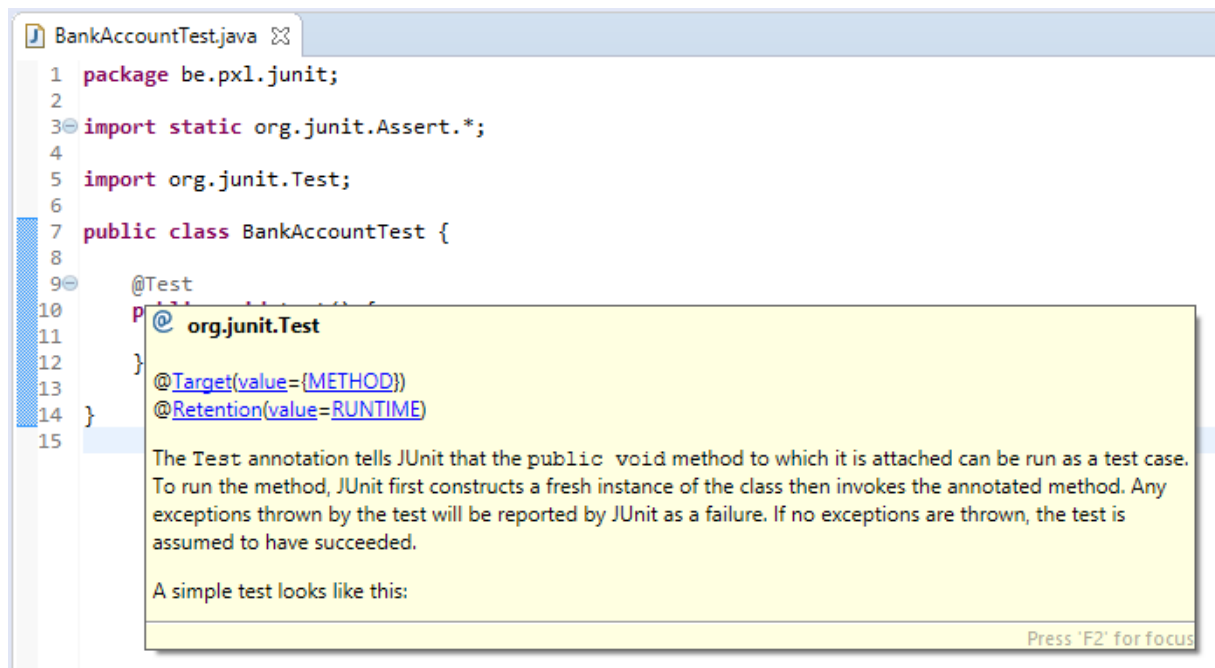 BankAccountTest.java
1 package be.pxl.junit;
2
3 import static org.junit.Assert.*;
4
5 import org.junit.Test;
6
7 public class BankAccountTest {
8
9 @Test
10 p
11
12 }
13
14 }
15
@ org.junit.Test
@Target(value={METHOD})
@Retention(value=RUNTIME)
The Test annotation tells JUnit that the public void method to which it is attached can be run as a test case.
To run the method, JUnit first constructs a fresh instance of the class then invokes the annotated method. Any
exceptions thrown by the test will be reported by JUnit as a failure. If no exceptions are thrown, the test is
assumed to have succeeded.
A simple test looks like this:
Press 'F2' for focus